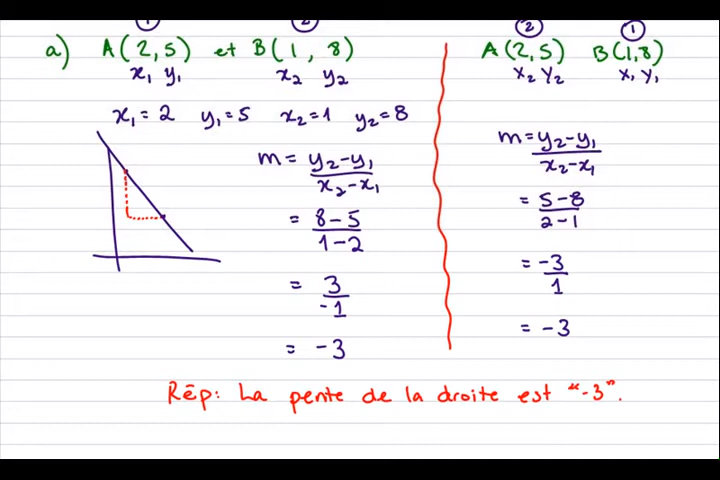 ① ②
a) A(2,5) et B(1, 8)
x₁ y₁ x₂ y₂
x₁ = 2 y₁ = 5 x₂ = 1 y₂ = 8
m = y₂-y₁
x₂-x₁
= 8-5
1-2
= 3
-1
= -3
② ①
A(2,5) B(1,8)
x₂ y₂ x₁ y₁
m = y₂-y₁
x₂-x₁
= 5-8
2-1
= -3
1
= -3
Rép: La pente de la droite est "-3".